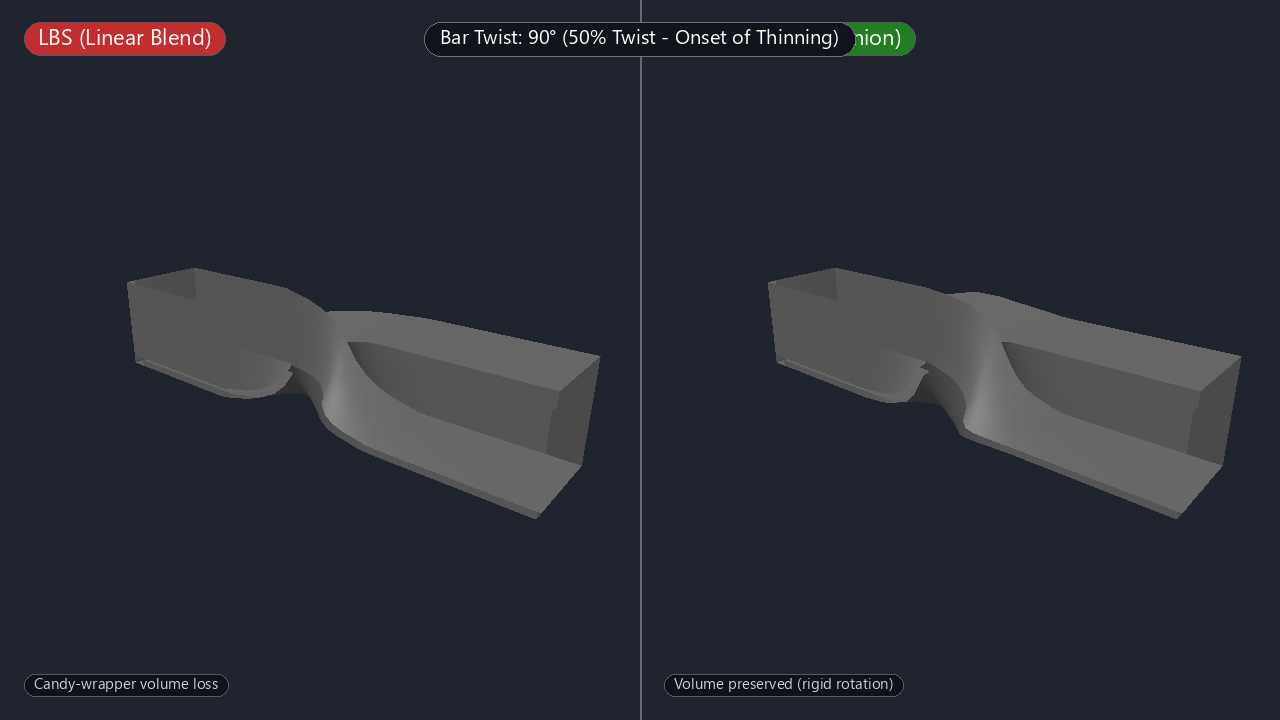 LBS (Linear Blend)
Bar Twist: 90° (50% Twist - Onset of Thinning)
nion)
Candy-wrapper volume loss
Volume preserved (rigid rotation)